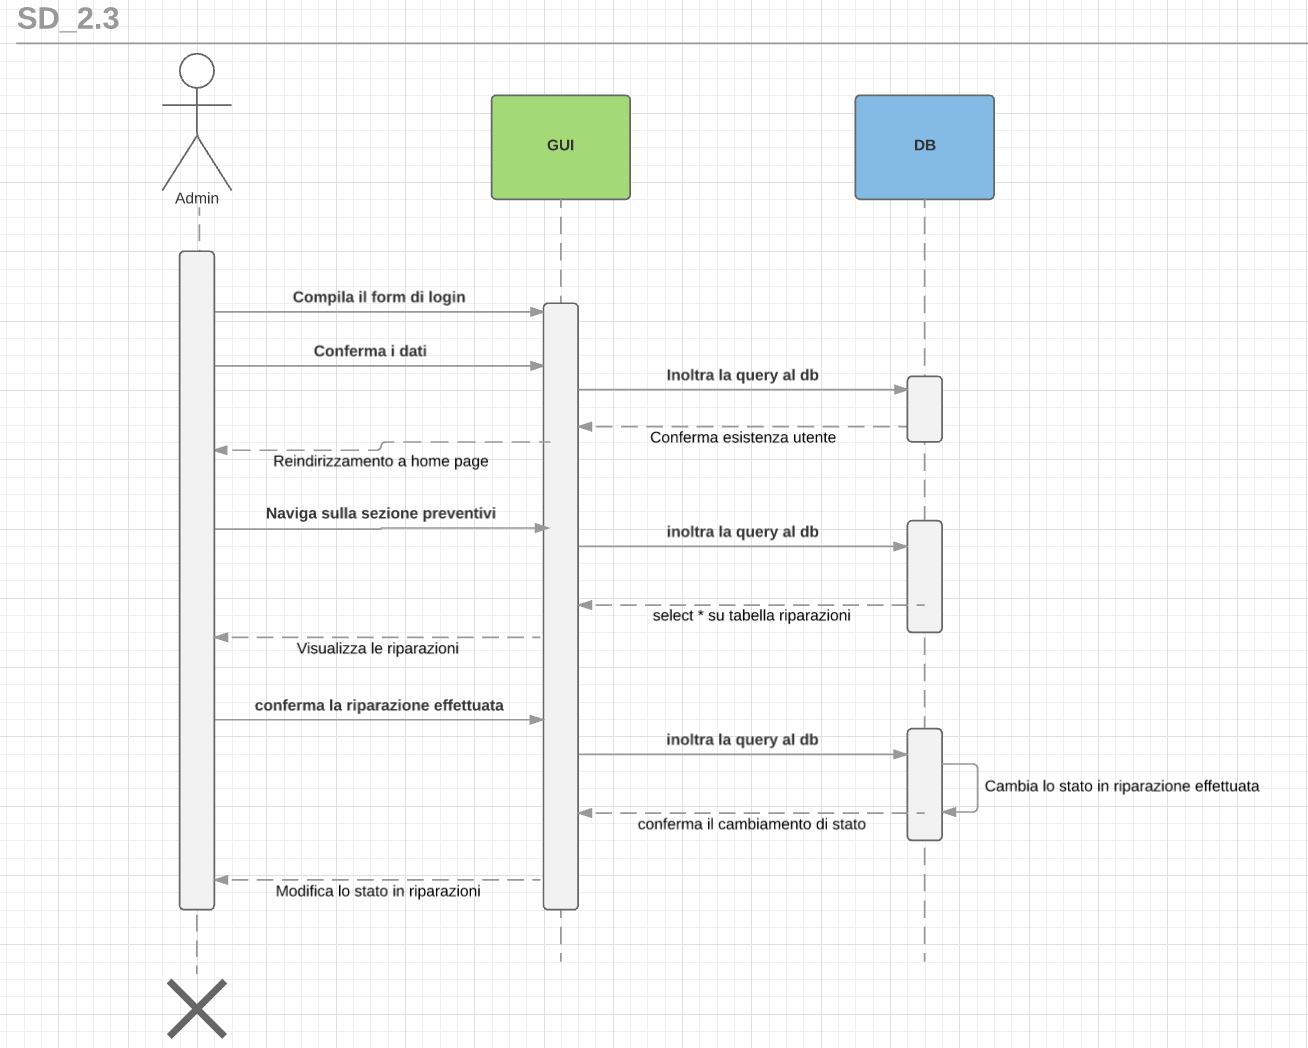 SD_2.3
GUI
DB
Admin
Compila il form di login
Conferma i dati
Inoltra la query al db
Conferma esistenza utente
Reindirizzamento a home page
Naviga sulla sezione preventivi
inoltra la query al db
select * su tabella riparazioni
Visualizza le riparazioni
conferma la riparazione effettuata
inoltra la query al db
Cambia lo stato in riparazione effettuata
conferma il cambiamento di stato
Modifica lo stato in riparazioni